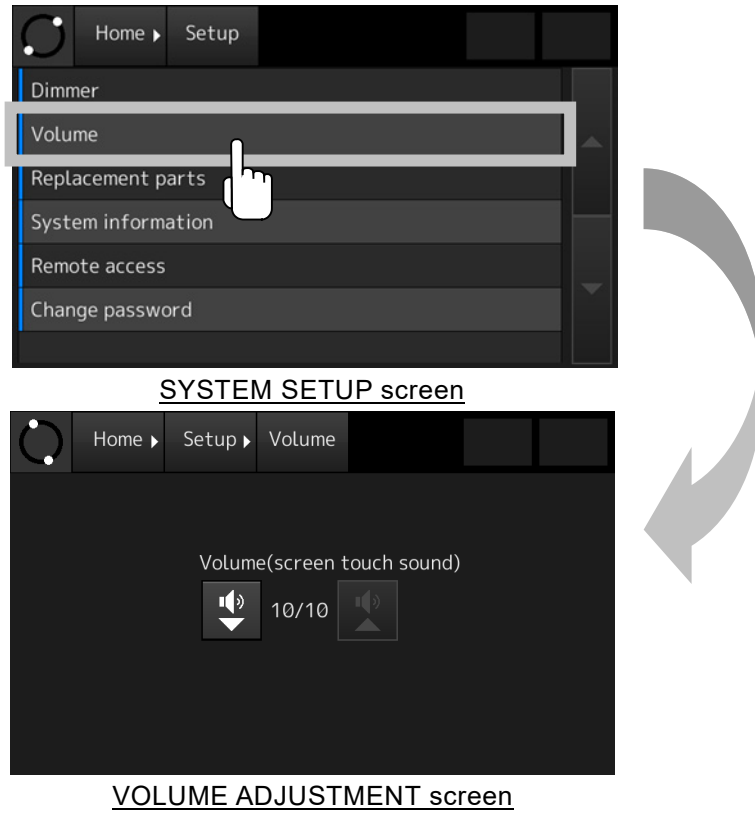 Home Setup
Dimmer
Volume
Replacement parts
System information
Remote access
Change password
SYSTEM SETUP screen
Home Setup Volume
Volume(screen touch sound)
10/10
VOLUME ADJUSTMENT screen